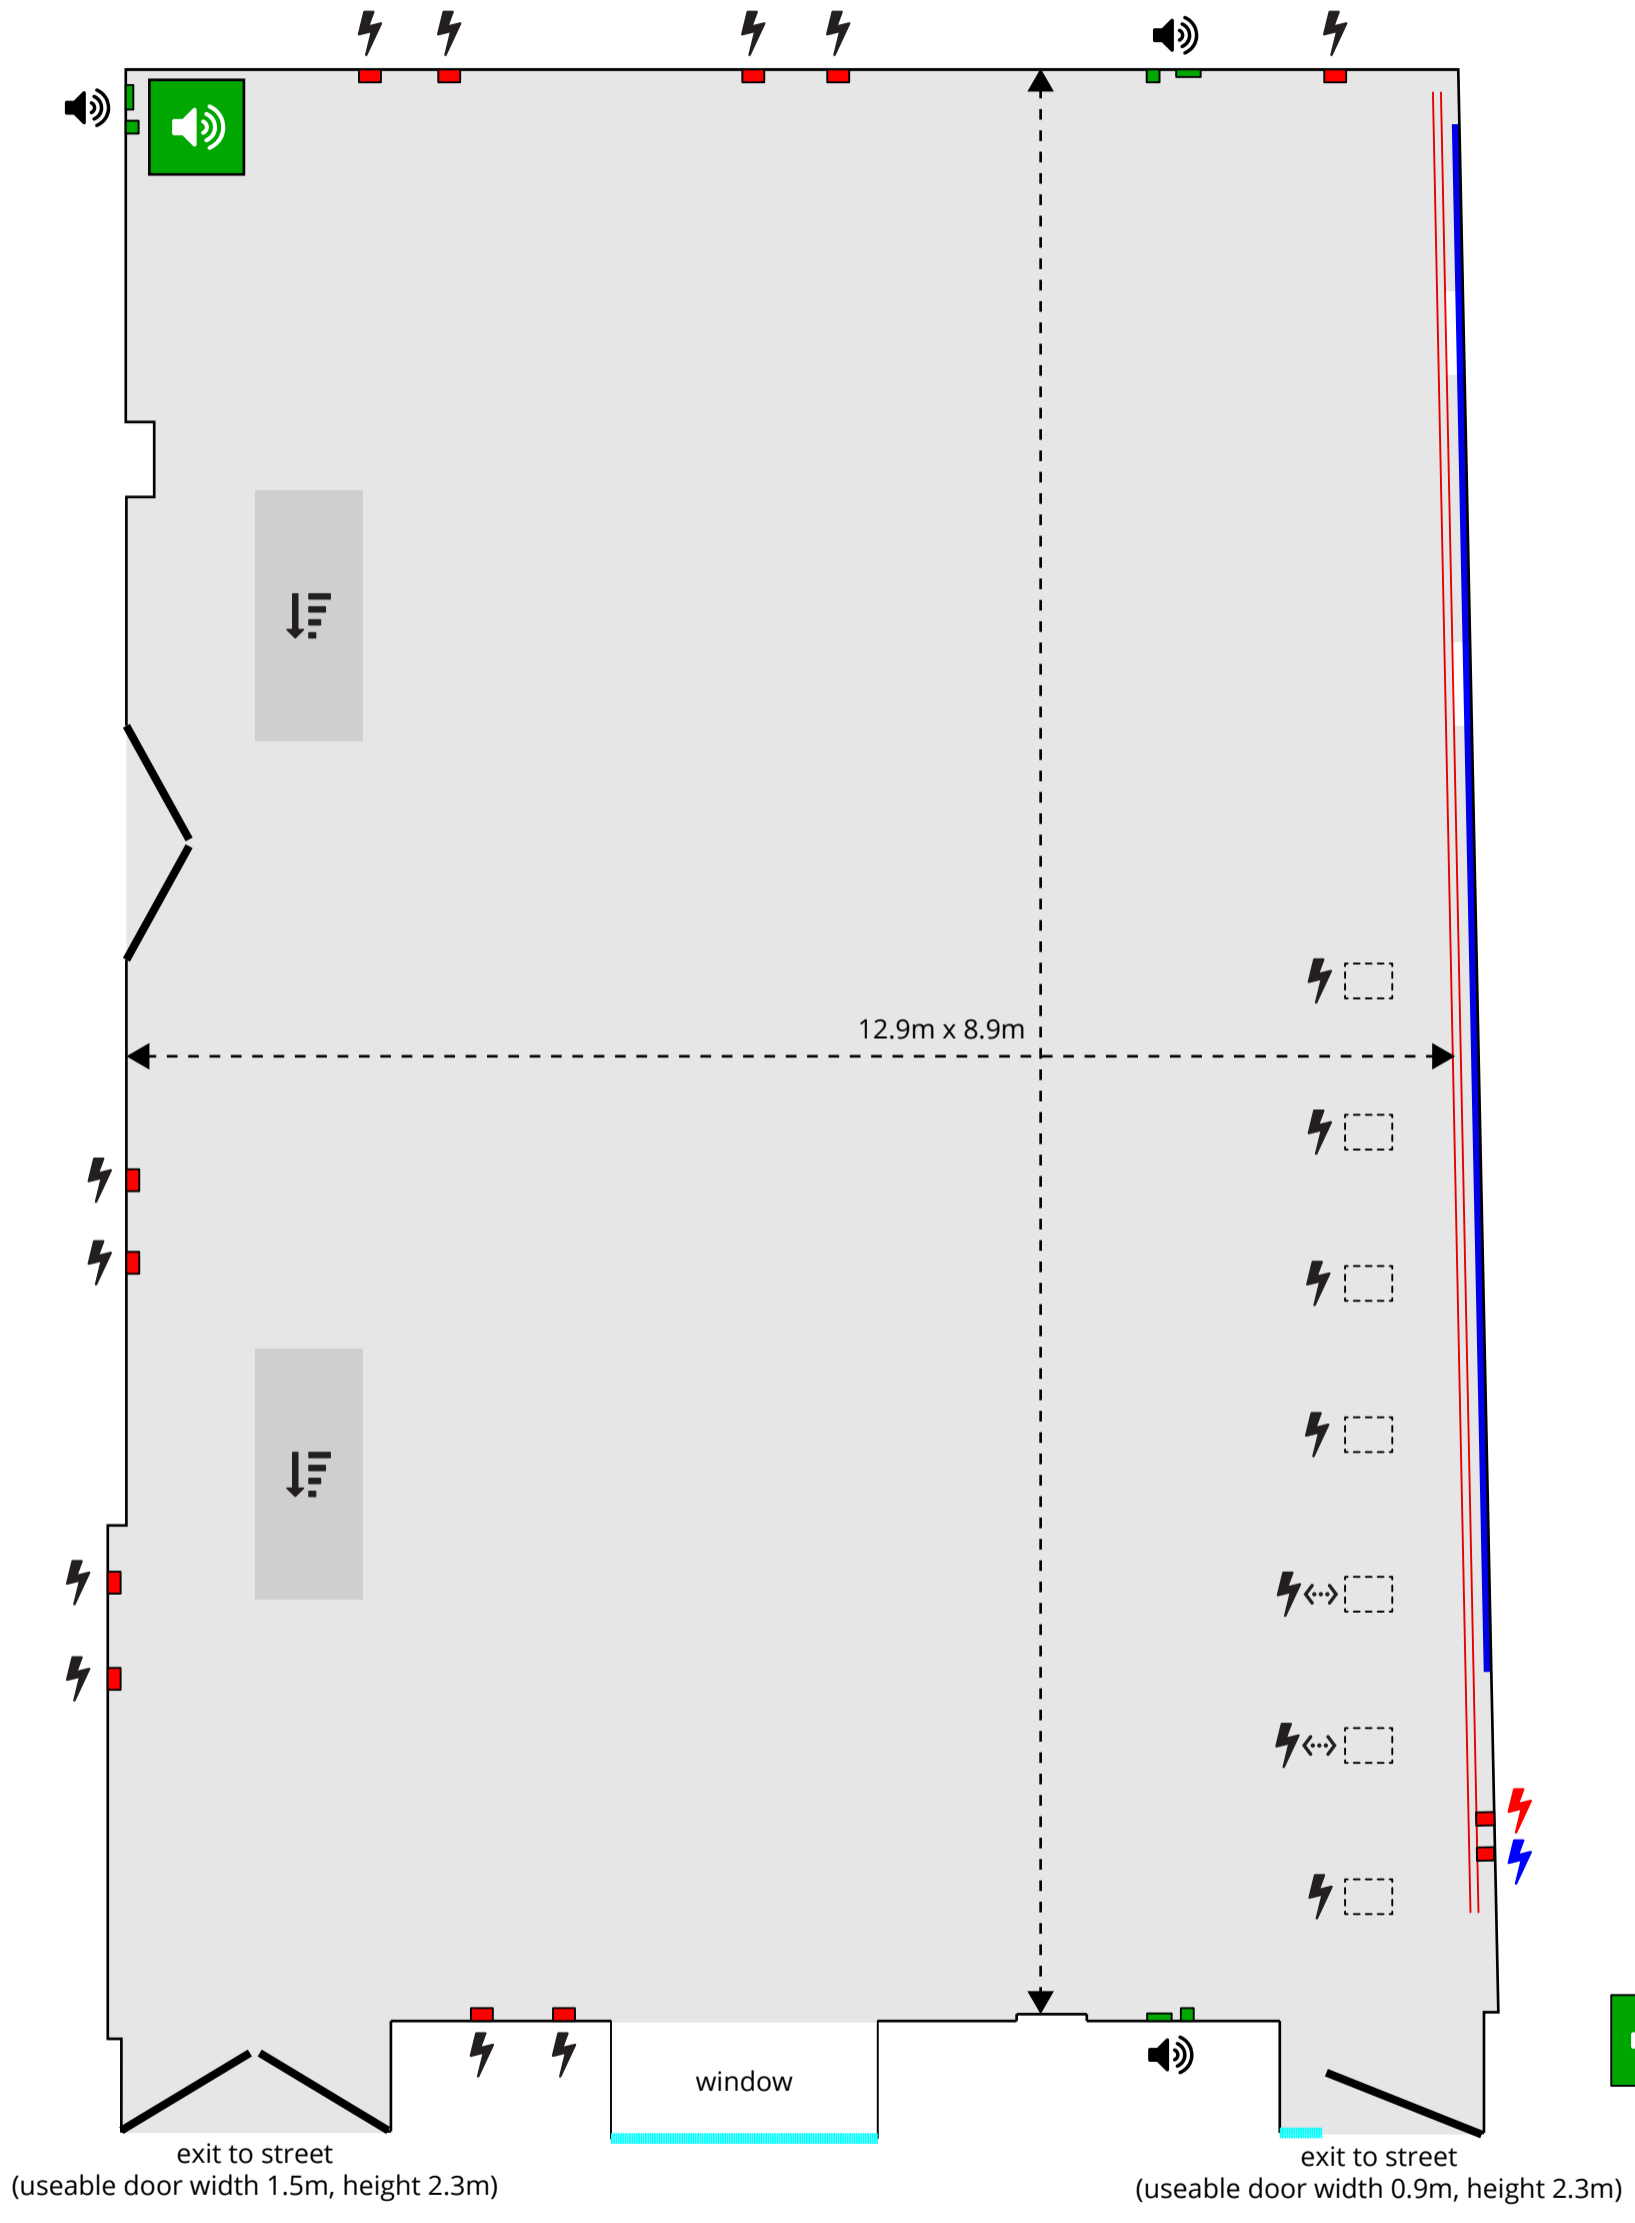 12.9m x 8.9m
window
exit to street
(useable door width 1.5m, height 2.3m)
exit to street
(useable door width 0.9m, height 2.3m)